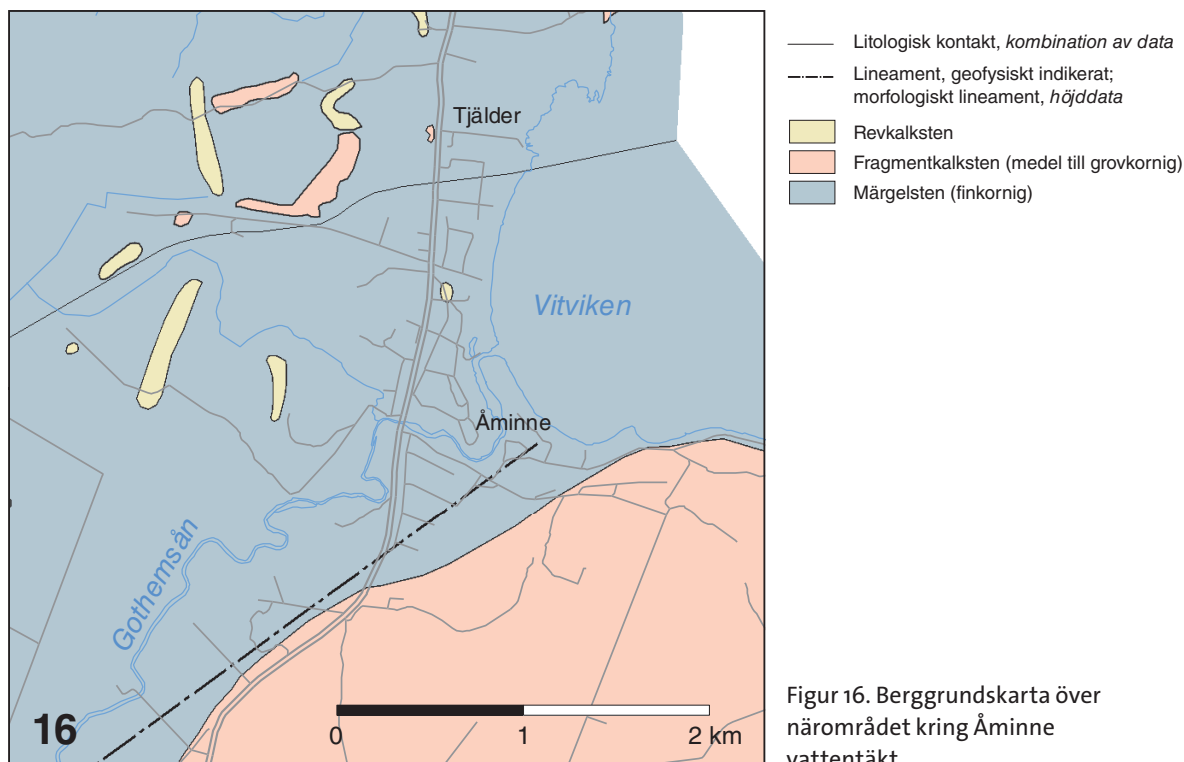 Tjälder
Vitviken
Åminne
Gothemsån
16
0 1 2 km
Litologisk kontakt, kombination av data
Lineament, geofysiskt indikerat;
morfologiskt lineament, höjddata
Revkalksten
Fragmentkalksten (medel till grovkornig)
Märgelsten (finkornig)
Figur 16. Berggrundskarta över
närområdet kring Åminne
vattentäkt